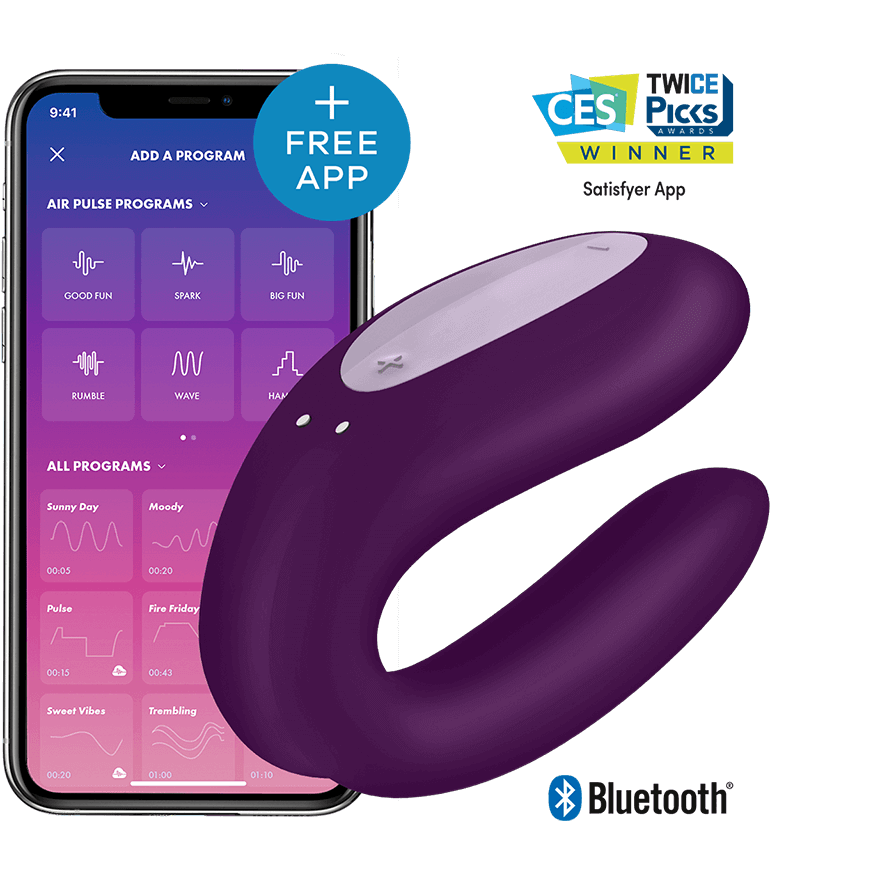 9:41
+
FREE
APP
ADD A PROGRAM
AIR PULSE PROGRAMS
GOOD FUN
SPARK
BIG FUN
RUMBLE
WAVE
HAM
ALL PROGRAMS
Sunny Day
Moody
00:05
00:20
Pulse
Fire Friday
00:15
00:43
Sweet Vibes
Trembling
00:20
01:00
01:10
CES
TWICE
Picks
AWARDS
WINNER
Satisfyer App
Bluetooth®